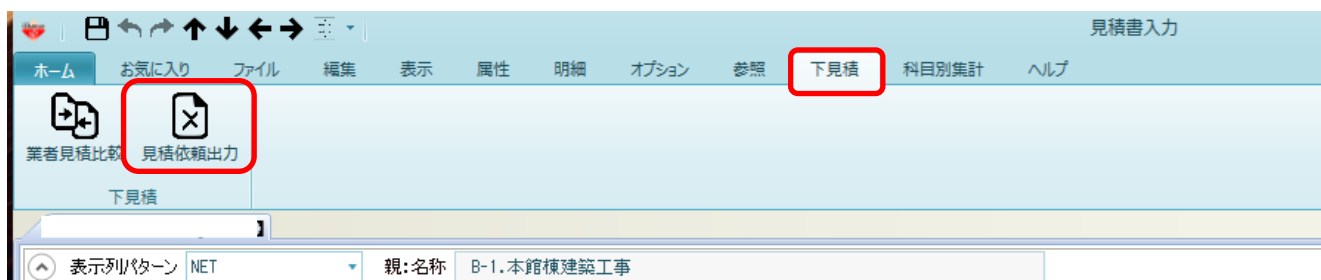 見積書入力
ホーム お気に入り ファイル 編集 表示 属性 明細 オプション 参照 下見積 科目別集計 ヘルプ
業者見積比較 見積依頼出力
下見積
】
表示列パターン NET 親:名称 B-1.本館棟建築工事